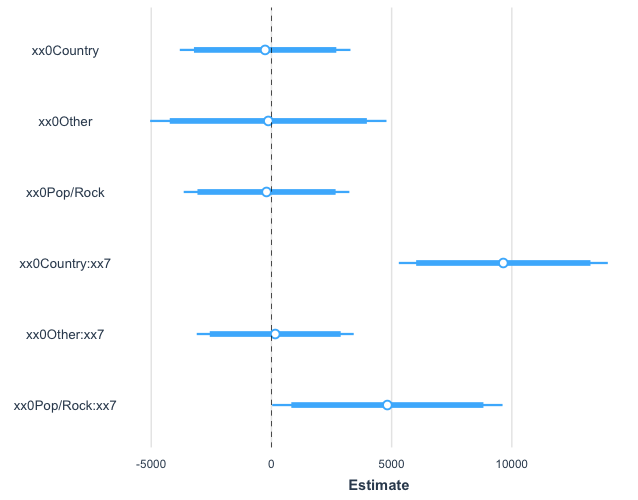 xx0Country
xx0Other
xx0Pop/Rock
xx0Country:xx7
xx0Other:xx7
xx0Pop/Rock:xx7
-5000 0 5000 10000
Estimate